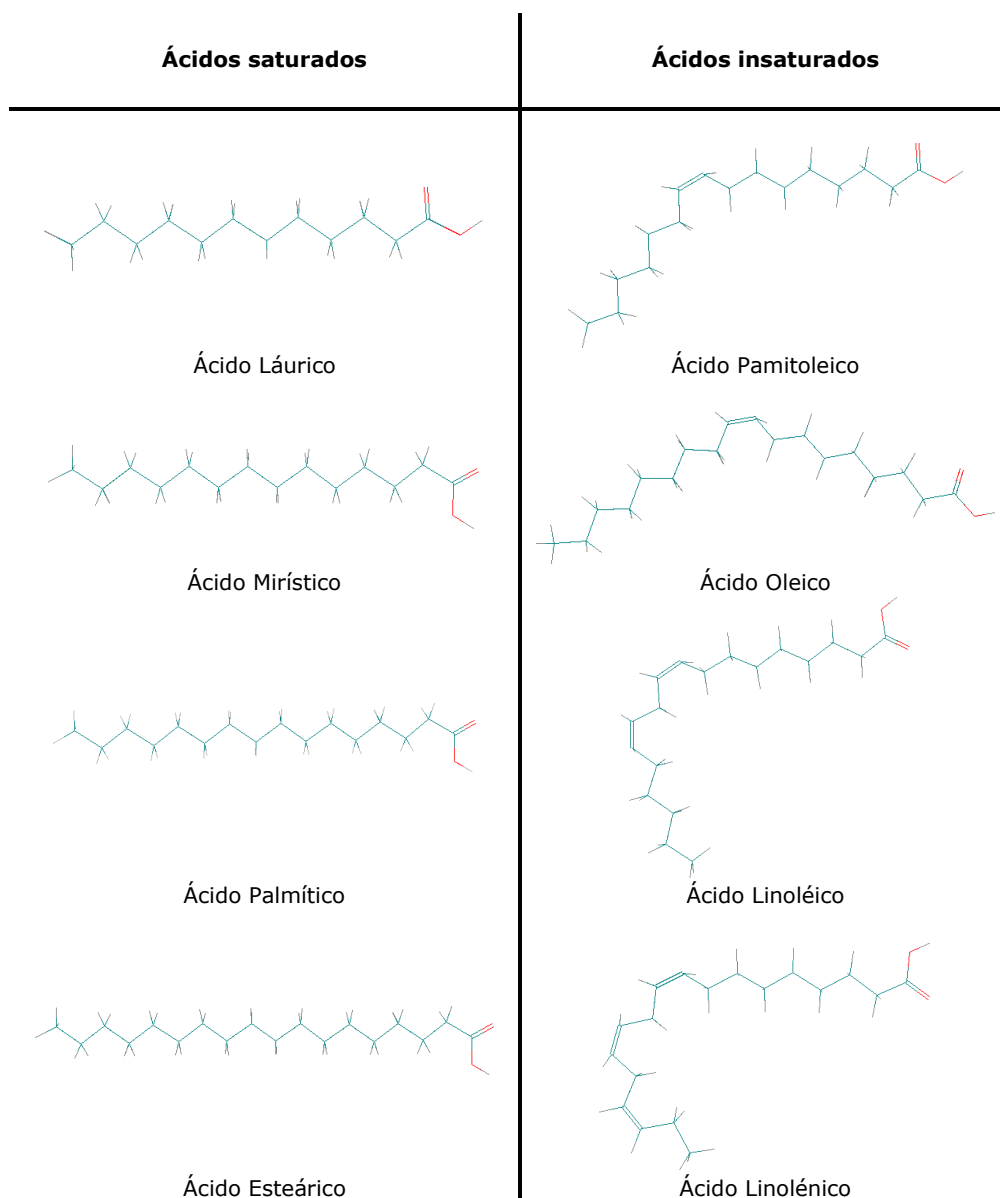 Ácidos saturados
Ácidos insaturados
Ácido Láurico
Ácido Pamitoleico
Ácido Mirístico
Ácido Oleico
Ácido Palmítico
Ácido Linoléico
Ácido Esteárico
Ácido Linolénico